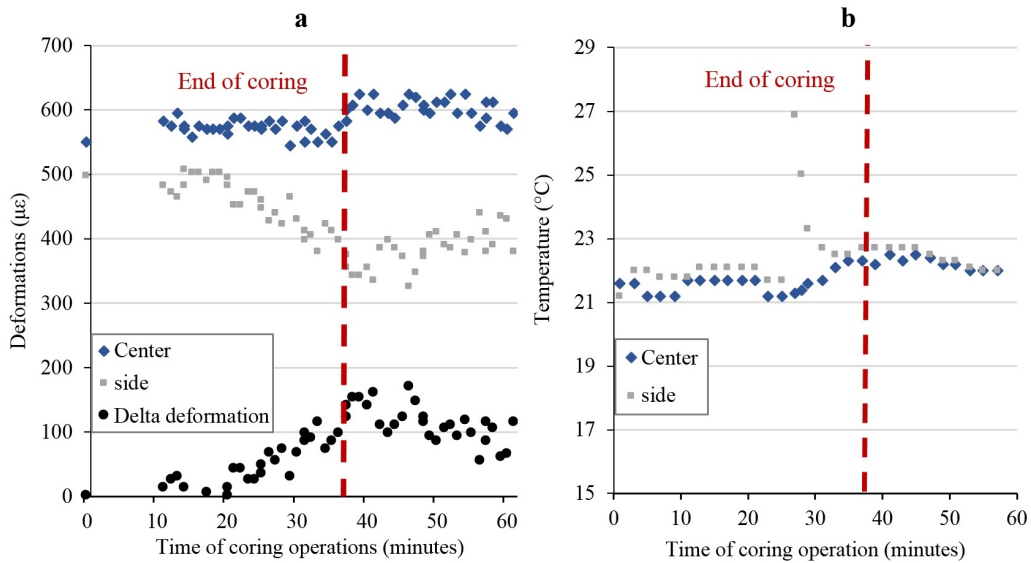 a
700
600
500
400
300
200
100
0
Deformations (με)
End of coring
Center
side
Delta deformation
0 10 20 30 40 50 60
Time of coring operations (minutes)
b
29
27
25
23
21
19
17
15
Temperature (°C)
End of coring
Center
side
0 10 20 30 40 50 60
Time of coring operation (minutes)